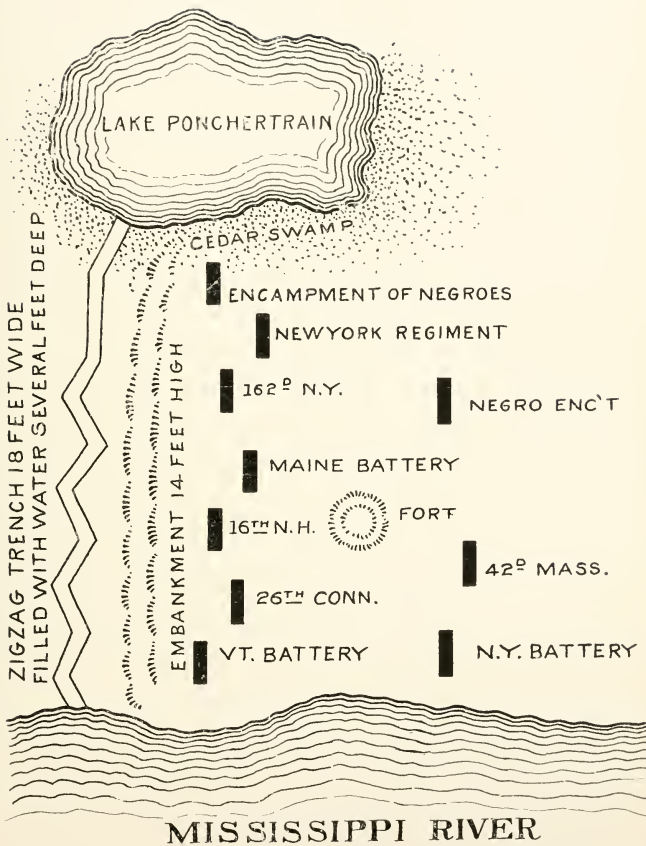 LAKE PONCHERTRAIN
CEDAR SWAMP
ZIGZAG TRENCH 18 FEET WIDE
FILLED WITH WATER SEVERAL FEET DEEP
EMBANKMENT 14 FEET HIGH
ENCAMPMENT OF NEGROES
NEW YORK REGIMENT
162D N.Y.
NEGRO ENC'T
MAINE BATTERY
16TH N.H.
FORT
42D MASS.
26TH CONN.
VT. BATTERY
N.Y. BATTERY
MISSISSIPPI RIVER